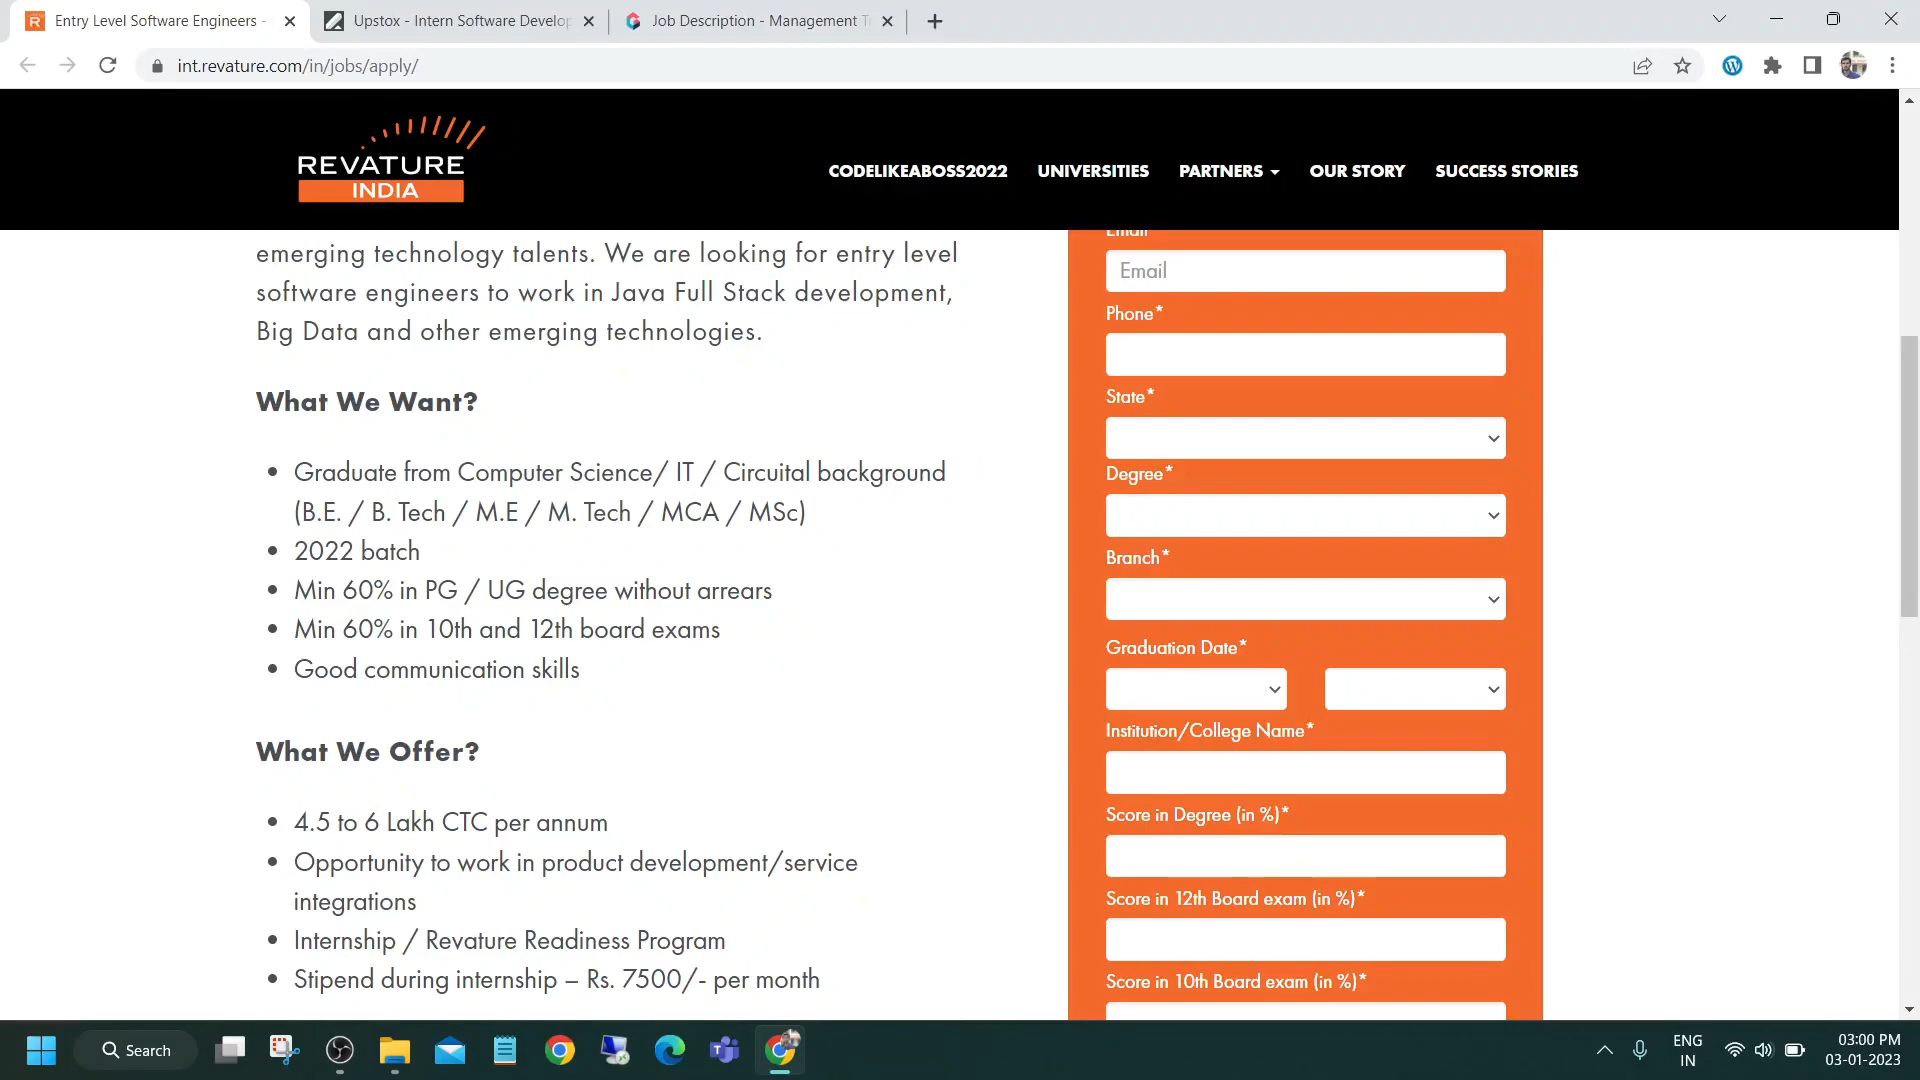 Entry Level Software Engineers -
Upstox - Intern Software Develop
Job Description - Management T
int.revature.com/in/jobs/apply/
REVATURE
INDIA
CODELIKEABOSS2022
UNIVERSITIES
PARTNERS
OUR STORY
SUCCESS STORIES
emerging technology talents. We are looking for entry level
software engineers to work in Java Full Stack development,
Big Data and other emerging technologies.
What We Want?
Graduate from Computer Science/ IT / Circuital background
(B.E. / B. Tech / M.E / M. Tech / MCA / MSc)
2022 batch
Min 60% in PG / UG degree without arrears
Min 60% in 10th and 12th board exams
Good communication skills
What We Offer?
4.5 to 6 Lakh CTC per annum
Opportunity to work in product development/service
integrations
Internship / Revature Readiness Program
Stipend during internship – Rs. 7500/- per month
Email
Email
Phone*
State*
Degree*
Branch*
Graduation Date*
Institution/College Name*
Score in Degree (in %)*
Score in 12th Board exam (in %)*
Score in 10th Board exam (in %)*
Search
ENG
IN
03:00 PM
03-01-2023